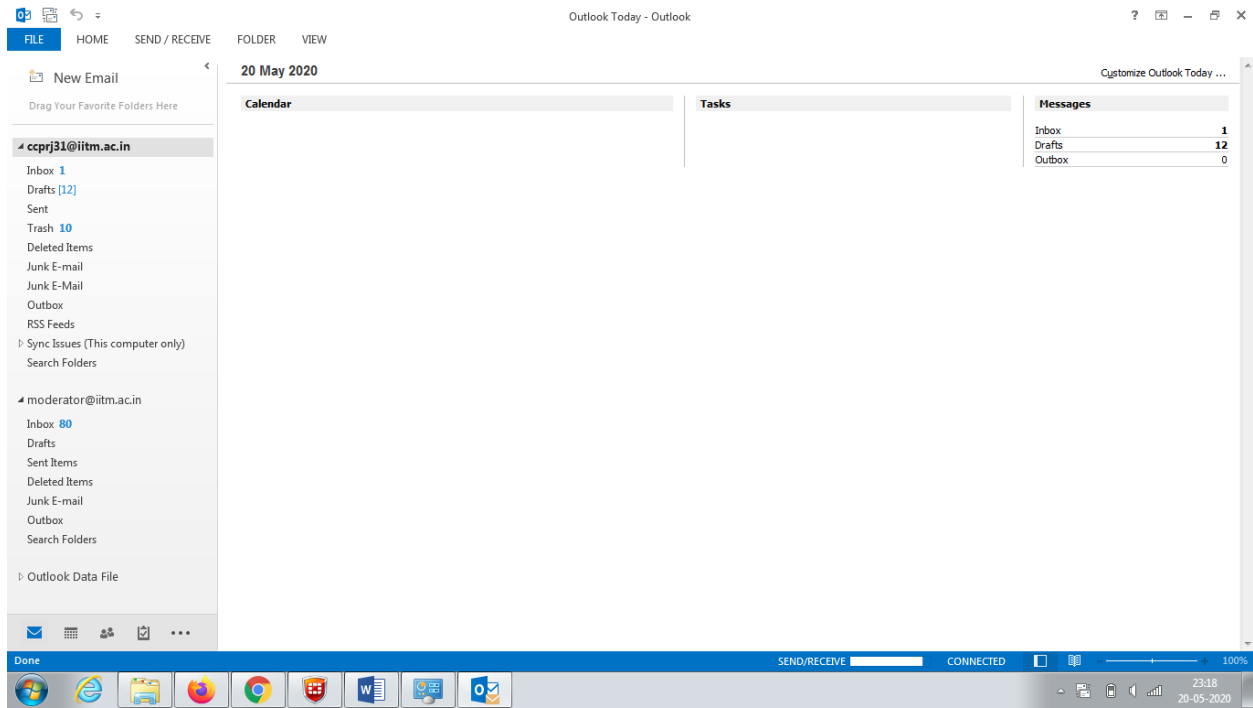 Outlook Today - Outlook
FILE HOME SEND / RECEIVE FOLDER VIEW
New Email
Drag Your Favorite Folders Here
ccprj31@iitm.ac.in
Inbox 1
Drafts [12]
Sent
Trash 10
Deleted Items
Junk E-mail
Junk E-Mail
Outbox
RSS Feeds
Sync Issues (This computer only)
Search Folders
moderator@iitm.ac.in
Inbox 80
Drafts
Sent Items
Deleted Items
Junk E-mail
Outbox
Search Folders
Outlook Data File
20 May 2020
Customize Outlook Today ...
Calendar
Tasks
Messages
Inbox 1
Drafts 12
Outbox 0
Done SEND/RECEIVE CONNECTED 100%
23:18
20-05-2020